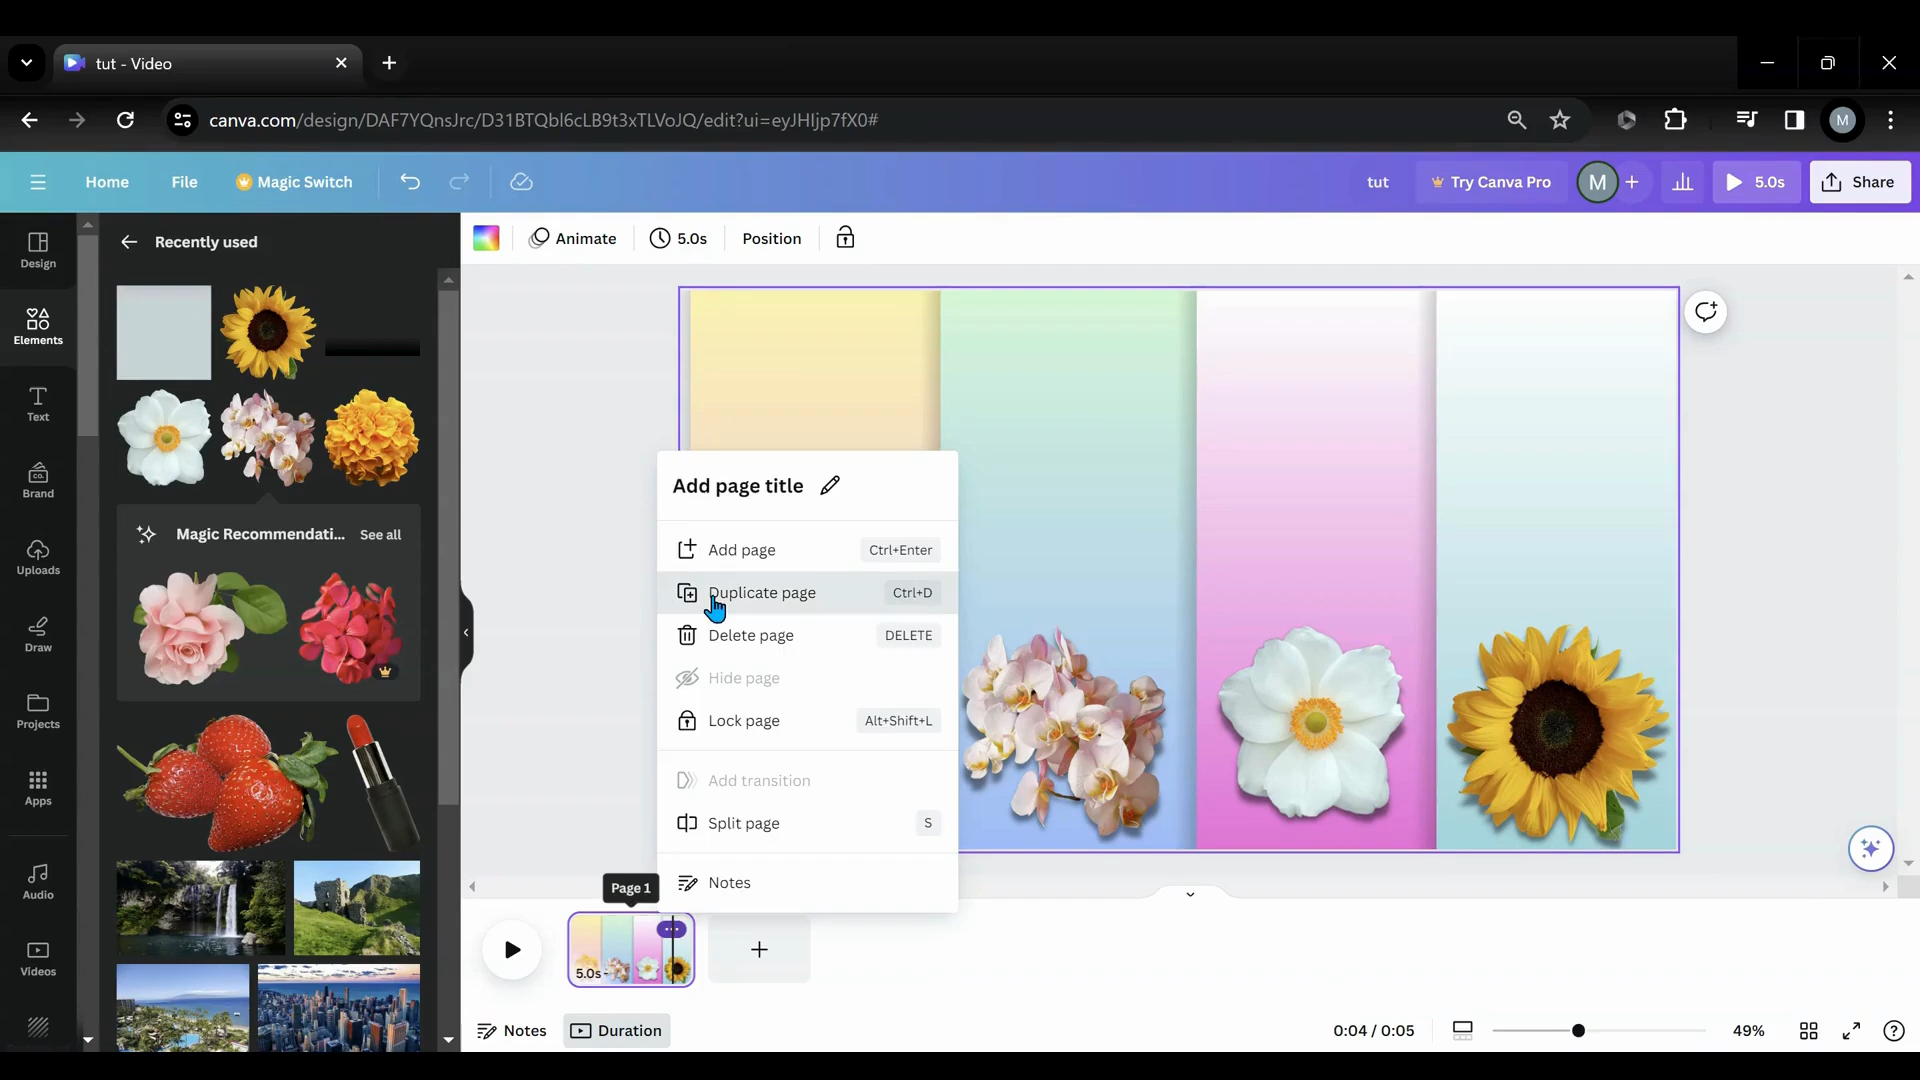 tut - Video
canva.com/design/DAF7YQnsJrc/D31BTQbl6cLB9t3xTLVoJQ/edit?ui=eyJHIjp7fX0#
M
Home
File
Magic Switch
tut
Try Canva Pro
M
5.0s
Share
Design
Elements
Text
Brand
Uploads
Draw
Projects
Apps
Audio
Videos
Recently used
Magic Recommendati...
See all
Animate
5.0s
Position
Add page title
Add page
Ctrl+Enter
Duplicate page
Ctrl+D
Delete page
DELETE
Hide page
Lock page
Alt+Shift+L
Add transition
Split page
S
Notes
Page 1
5.0s
Notes
Duration
0:04 / 0:05
49%